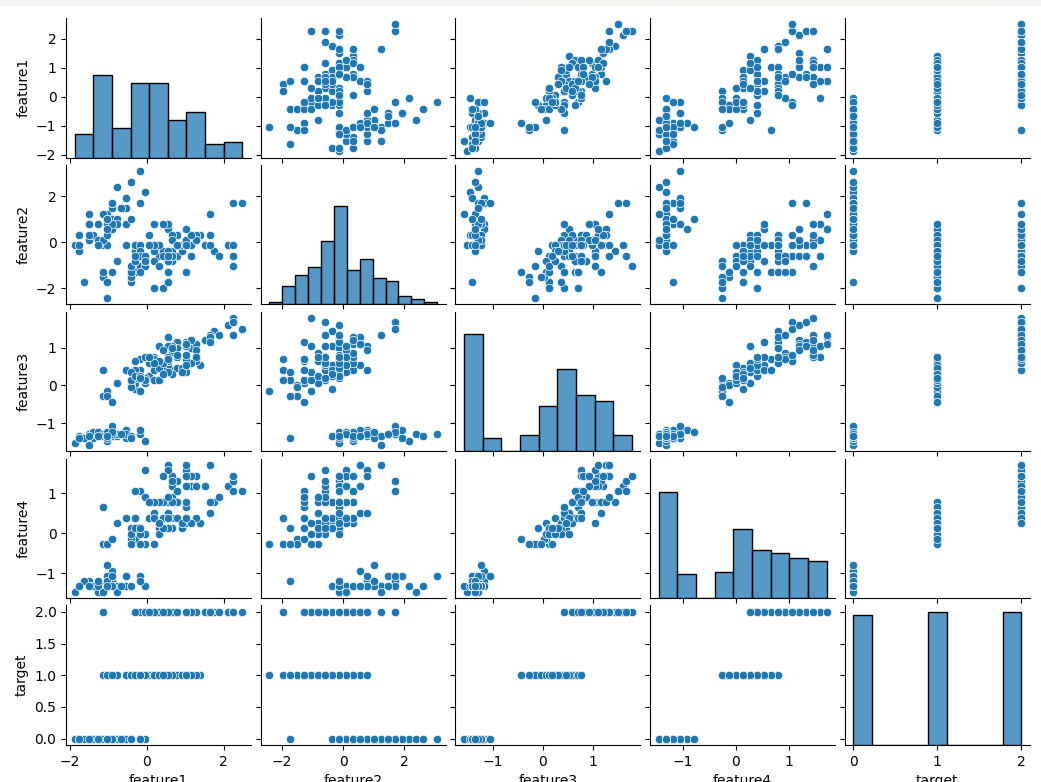 feature1
2
1
0
−1
−2
feature2
2
0
−2
feature3
1
0
−1
feature4
1
0
−1
target
2.0
1.5
1.0
0.5
0.0
−2 0 2
−2 0 2
−1 0 1
−1 0 1
0 1 2
feature1 feature2 feature3 feature4 target